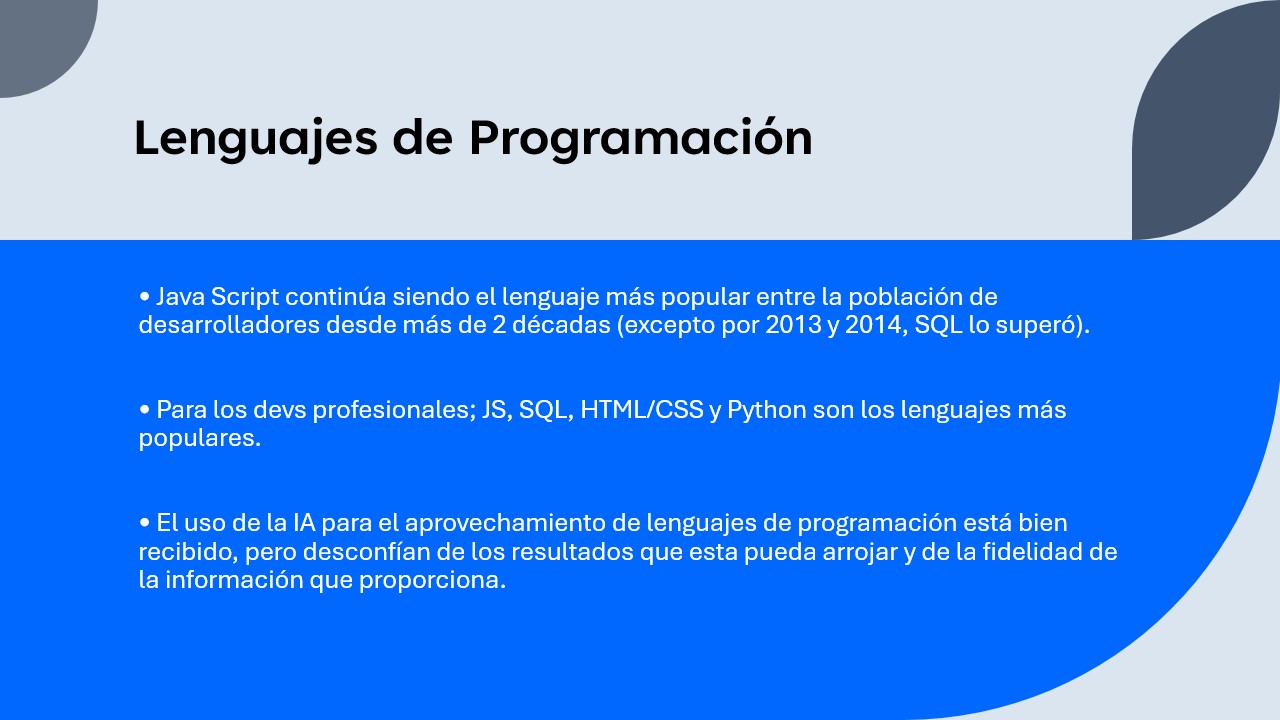 Lenguajes de Programación
• Java Script continúa siendo el lenguaje más popular entre la población de
desarrolladores desde más de 2 décadas (excepto por 2013 y 2014, SQL lo superó).
• Para los devs profesionales; JS, SQL, HTML/CSS y Python son los lenguajes más
populares.
• El uso de la IA para el aprovechamiento de lenguajes de programación está bien
recibido, pero desconfían de los resultados que esta pueda arrojar y de la fidelidad de
la información que proporciona.